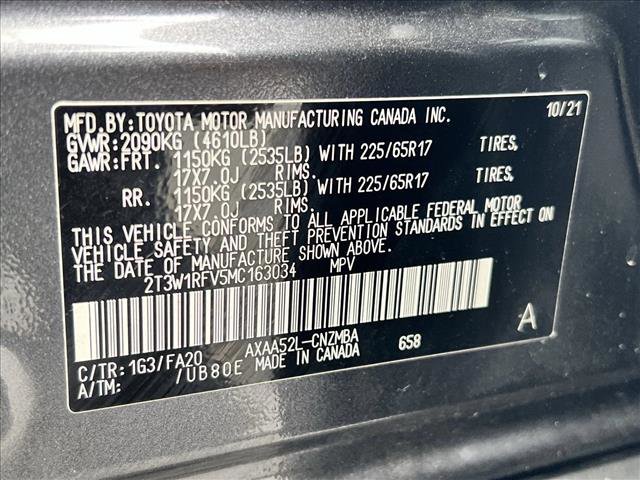 MFD.BY:TOYOTA MOTOR MANUFACTURING CANADA INC. 10/21
GVWR:2090KG (4610LB)
GAWR:FRT. 1150KG (2535LB) WITH 225/65R17 TIRES,
17X7.0J RIMS.
RR. 1150KG (2535LB) WITH 225/65R17 TIRES,
17X7.0J RIMS.
THIS VEHICLE CONFORMS TO ALL APPLICABLE FEDERAL MOTOR
VEHICLE SAFETY AND THEFT PREVENTION STANDARDS IN EFFECT ON
THE DATE OF MANUFACTURE SHOWN ABOVE.
2T3W1RFV5MC163034 MPV
A
C/TR:1G3/FA20 AXAA52L-CNZMBA 658
A/TM: /UB80E MADE IN CANADA